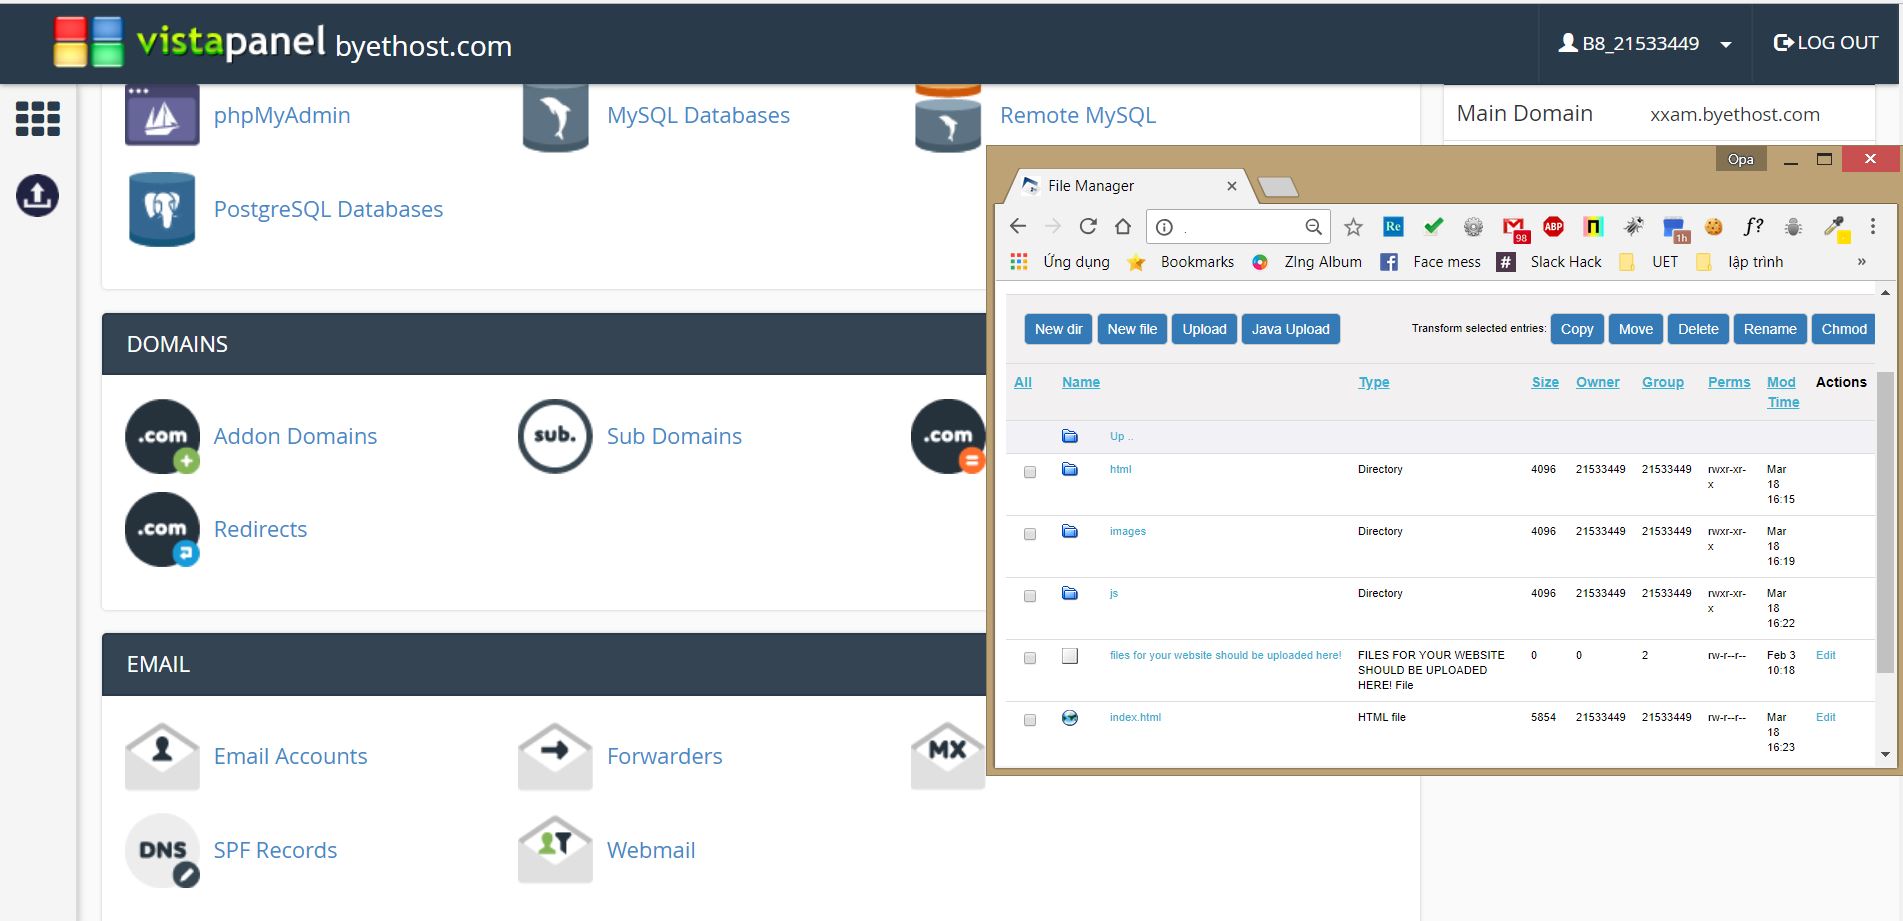 vistapanel byethost.com
B8_21533449
LOG OUT
phpMyAdmin
MySQL Databases
Remote MySQL
Main Domain
xxam.byethost.com
PostgreSQL Databases
DOMAINS
.com
Addon Domains
sub.
Sub Domains
.com
.com
Redirects
EMAIL
Email Accounts
Forwarders
MX
DNS
SPF Records
Webmail
Opa
File Manager
Re
98
ABP
1h
f?
Ứng dụng
Bookmarks
ZIng Album
Face mess
# Slack Hack
UET
lập trình
»
New dir
New file
Upload
Java Upload
Transform selected entries:
Copy
Move
Delete
Rename
Chmod
All Name Type Size Owner Group Perms Mod Time Actions
Up ..
html Directory 4096 21533449 21533449 rwxr-xr-x Mar 18 16:15
images Directory 4096 21533449 21533449 rwxr-xr-x Mar 18 16:19
js Directory 4096 21533449 21533449 rwxr-xr-x Mar 18 16:22
files for your website should be uploaded here! FILES FOR YOUR WEBSITE SHOULD BE UPLOADED HERE! File 0 0 2 rw-r--r-- Feb 3 10:18 Edit
index.html HTML file 5854 21533449 21533449 rw-r--r-- Mar 18 16:23 Edit